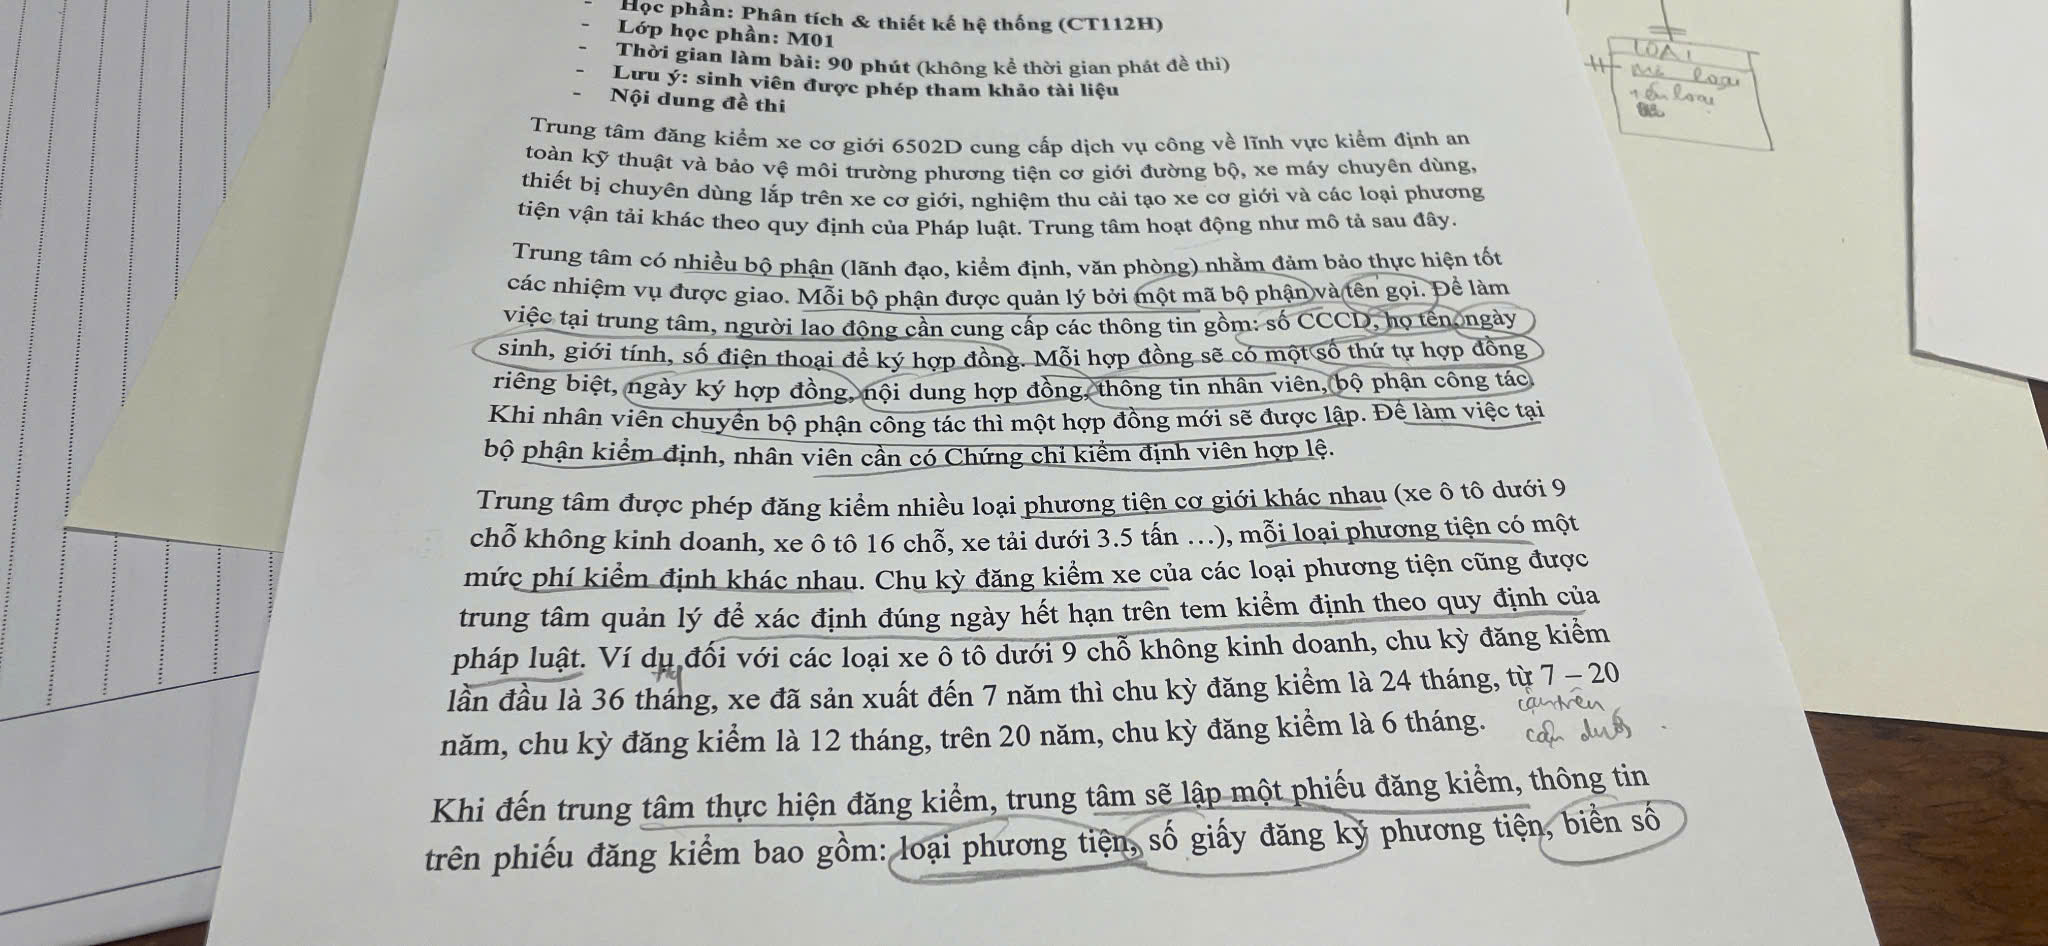 - Học phần: Phân tích & thiết kế hệ thống (CT112H)
- Lớp học phần: M01
- Thời gian làm bài: 90 phút (không kể thời gian phát đề thi)
- Lưu ý: sinh viên được phép tham khảo tài liệu
- Nội dung đề thi
LOẠI
Mã loại
tên loại
Trung tâm đăng kiểm xe cơ giới 6502D cung cấp dịch vụ công về lĩnh vực kiểm định an
toàn kỹ thuật và bảo vệ môi trường phương tiện cơ giới đường bộ, xe máy chuyên dùng,
thiết bị chuyên dùng lắp trên xe cơ giới, nghiệm thu cải tạo xe cơ giới và các loại phương
tiện vận tải khác theo quy định của Pháp luật. Trung tâm hoạt động như mô tả sau đây.
Trung tâm có nhiều bộ phận (lãnh đạo, kiểm định, văn phòng) nhằm đảm bảo thực hiện tốt
các nhiệm vụ được giao. Mỗi bộ phận được quản lý bởi một mã bộ phận và tên gọi. Để làm
việc tại trung tâm, người lao động cần cung cấp các thông tin gồm: số CCCD, họ tên, ngày
sinh, giới tính, số điện thoại để ký hợp đồng. Mỗi hợp đồng sẽ có một số thứ tự hợp đồng
riêng biệt, ngày ký hợp đồng, nội dung hợp đồng, thông tin nhân viên, bộ phận công tác.
Khi nhân viên chuyển bộ phận công tác thì một hợp đồng mới sẽ được lập. Để làm việc tại
bộ phận kiểm định, nhân viên cần có Chứng chỉ kiểm định viên hợp lệ.
Trung tâm được phép đăng kiểm nhiều loại phương tiện cơ giới khác nhau (xe ô tô dưới 9
chỗ không kinh doanh, xe ô tô 16 chỗ, xe tải dưới 3.5 tấn …), mỗi loại phương tiện có một
mức phí kiểm định khác nhau. Chu kỳ đăng kiểm xe của các loại phương tiện cũng được
trung tâm quản lý để xác định đúng ngày hết hạn trên tem kiểm định theo quy định của
pháp luật. Ví dụ đối với các loại xe ô tô dưới 9 chỗ không kinh doanh, chu kỳ đăng kiểm
lần đầu là 36 tháng, xe đã sản xuất đến 7 năm thì chu kỳ đăng kiểm là 24 tháng, từ 7 – 20
cận trên
năm, chu kỳ đăng kiểm là 12 tháng, trên 20 năm, chu kỳ đăng kiểm là 6 tháng.
cận dưới
Khi đến trung tâm thực hiện đăng kiểm, trung tâm sẽ lập một phiếu đăng kiểm, thông tin
trên phiếu đăng kiểm bao gồm: loại phương tiện, số giấy đăng ký phương tiện, biển số